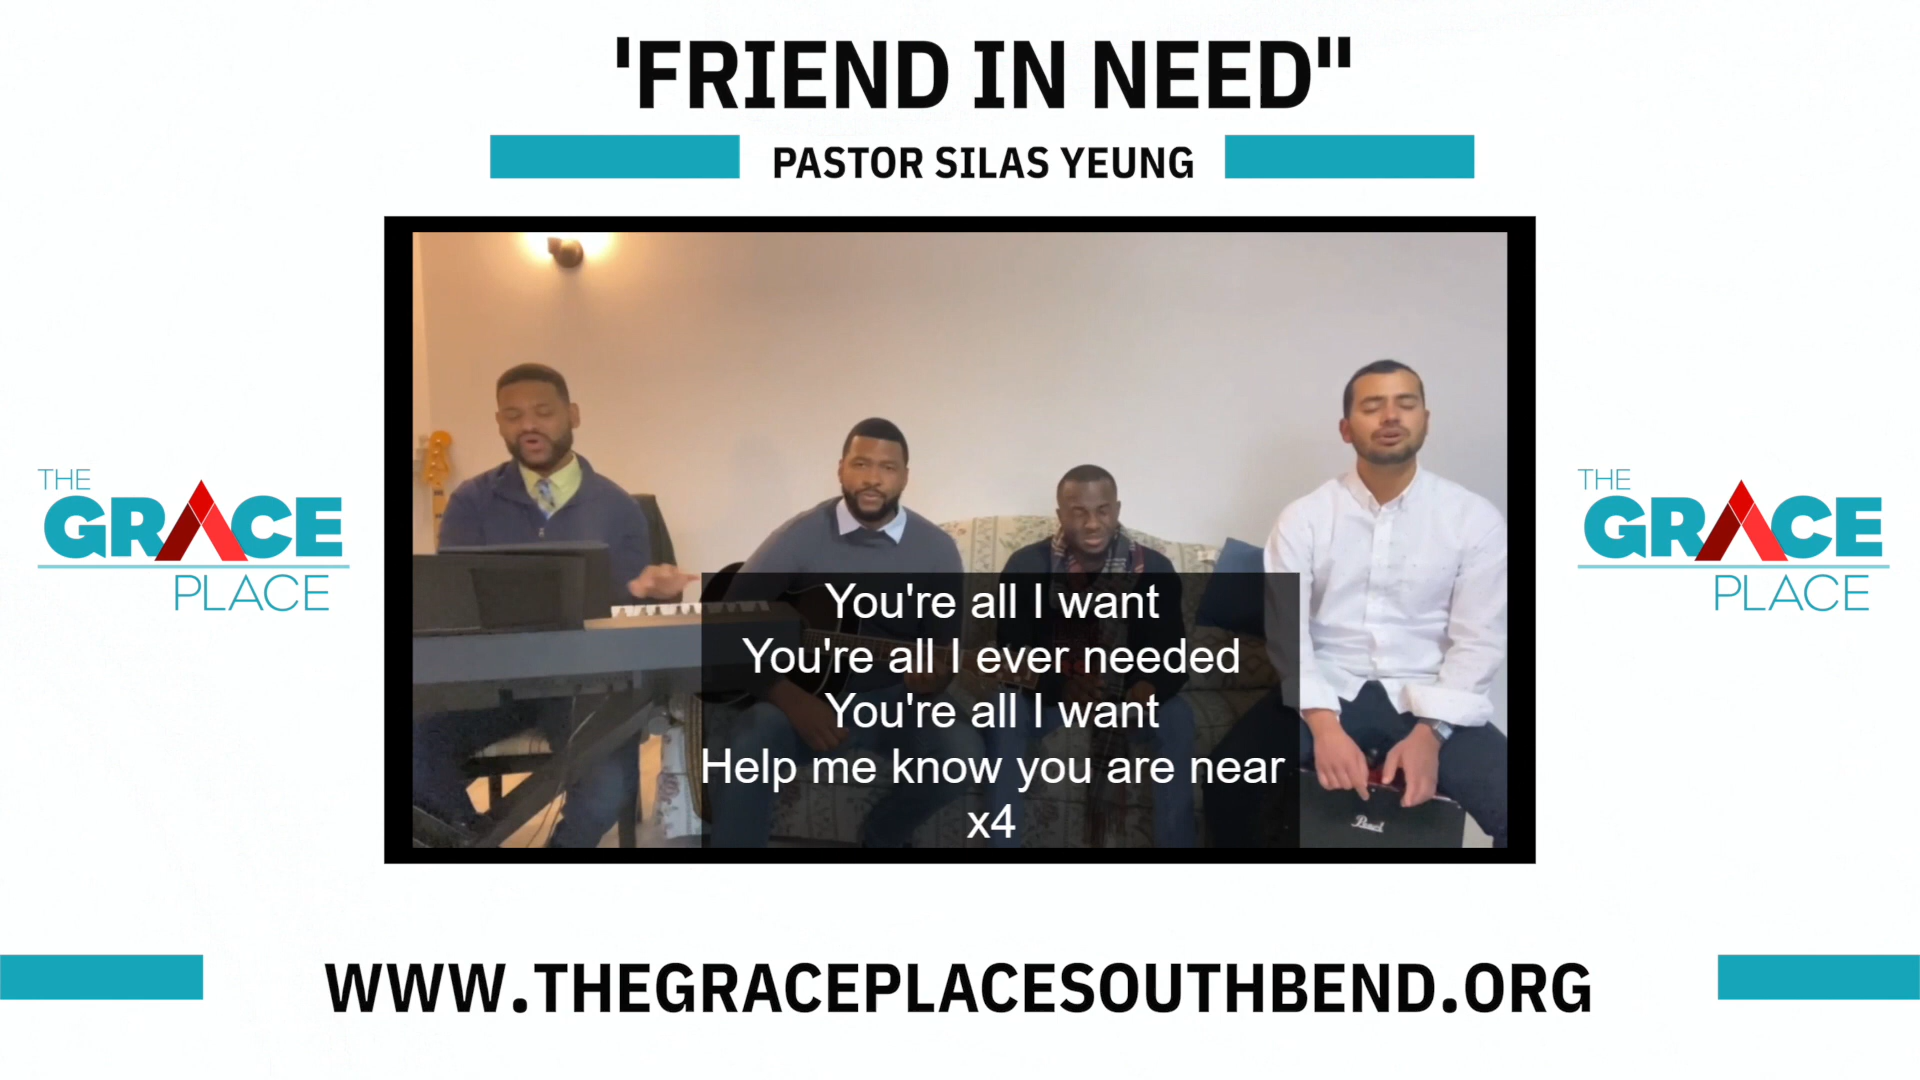 'FRIEND IN NEED"
PASTOR SILAS YEUNG
THE
GRACE
PLACE
THE
GRACE
PLACE
You're all I want
You're all I ever needed
You're all I want
Help me know you are near
x4
Pearl
WWW.THEGRACEPLACESOUTHBEND.ORG